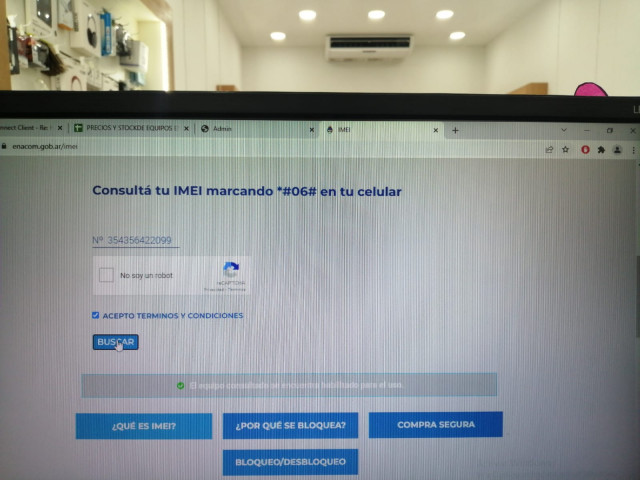 nnect Client - Re
PRECIOS Y STOCKDE EQUIPOS
Admin
IMEI
enacom.gob.ar/imei
Consultá tu IMEI marcando *#06# en tu celular
Nº 354356422099
No soy un robot
reCAPTCHA
Privacidad - Términos
ACEPTO TERMINOS Y CONDICIONES
BUSCAR
El equipo consultado se encuentra habilitado para el uso.
¿QUÉ ES IMEI?
¿POR QUÉ SE BLOQUEA?
COMPRA SEGURA
BLOQUEO/DESBLOQUEO